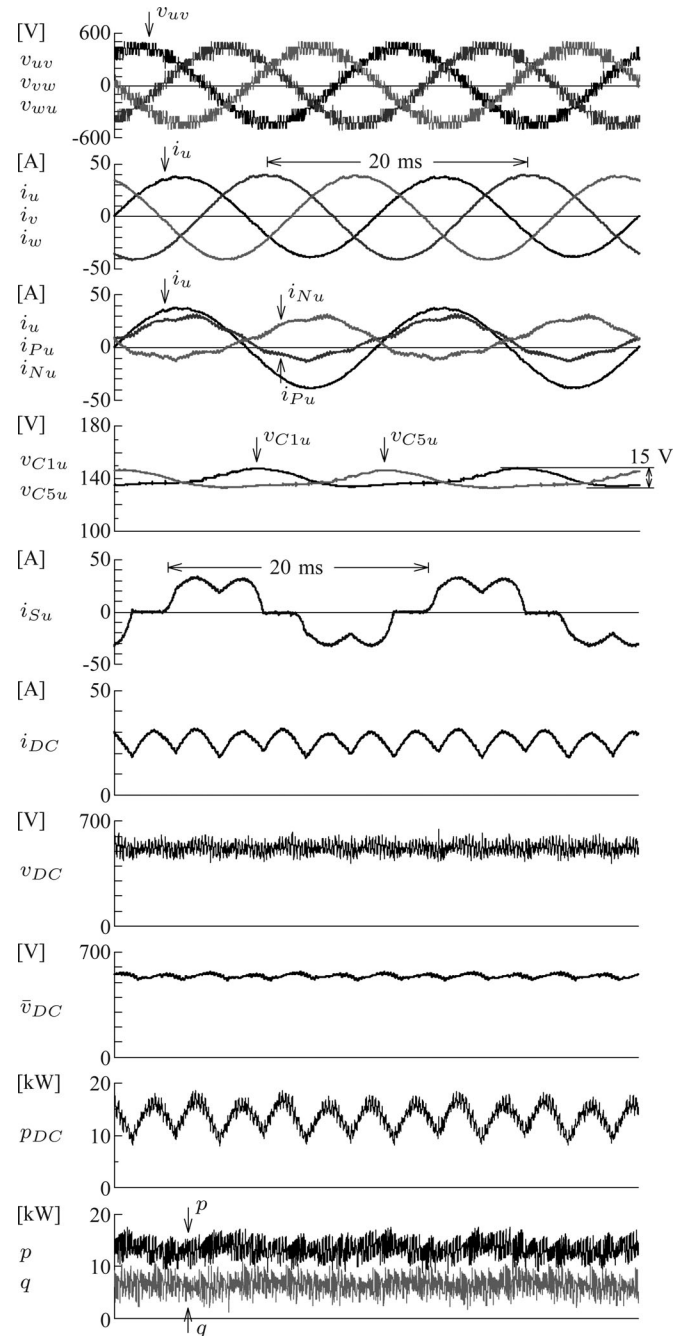 [V]
600
v_uv
v_uv
v_vw
0
v_wu
-600
[A]
50
i_u
20 ms
i_u
i_v
0
i_w
-50
[A]
50
i_u
i_Nu
i_u
i_Pu
0
i_Nu
-50
i_Pu
[V]
180
v_C1u
v_C5u
15 V
v_C1u
140
v_C5u
100
[A]
50
20 ms
i_Su
0
-50
[A]
50
i_DC
0
[V]
700
v_DC
0
[V]
700
v̄_DC
0
[kW]
20
p_DC
10
0
[kW]
20
p
p
10
q
0
q